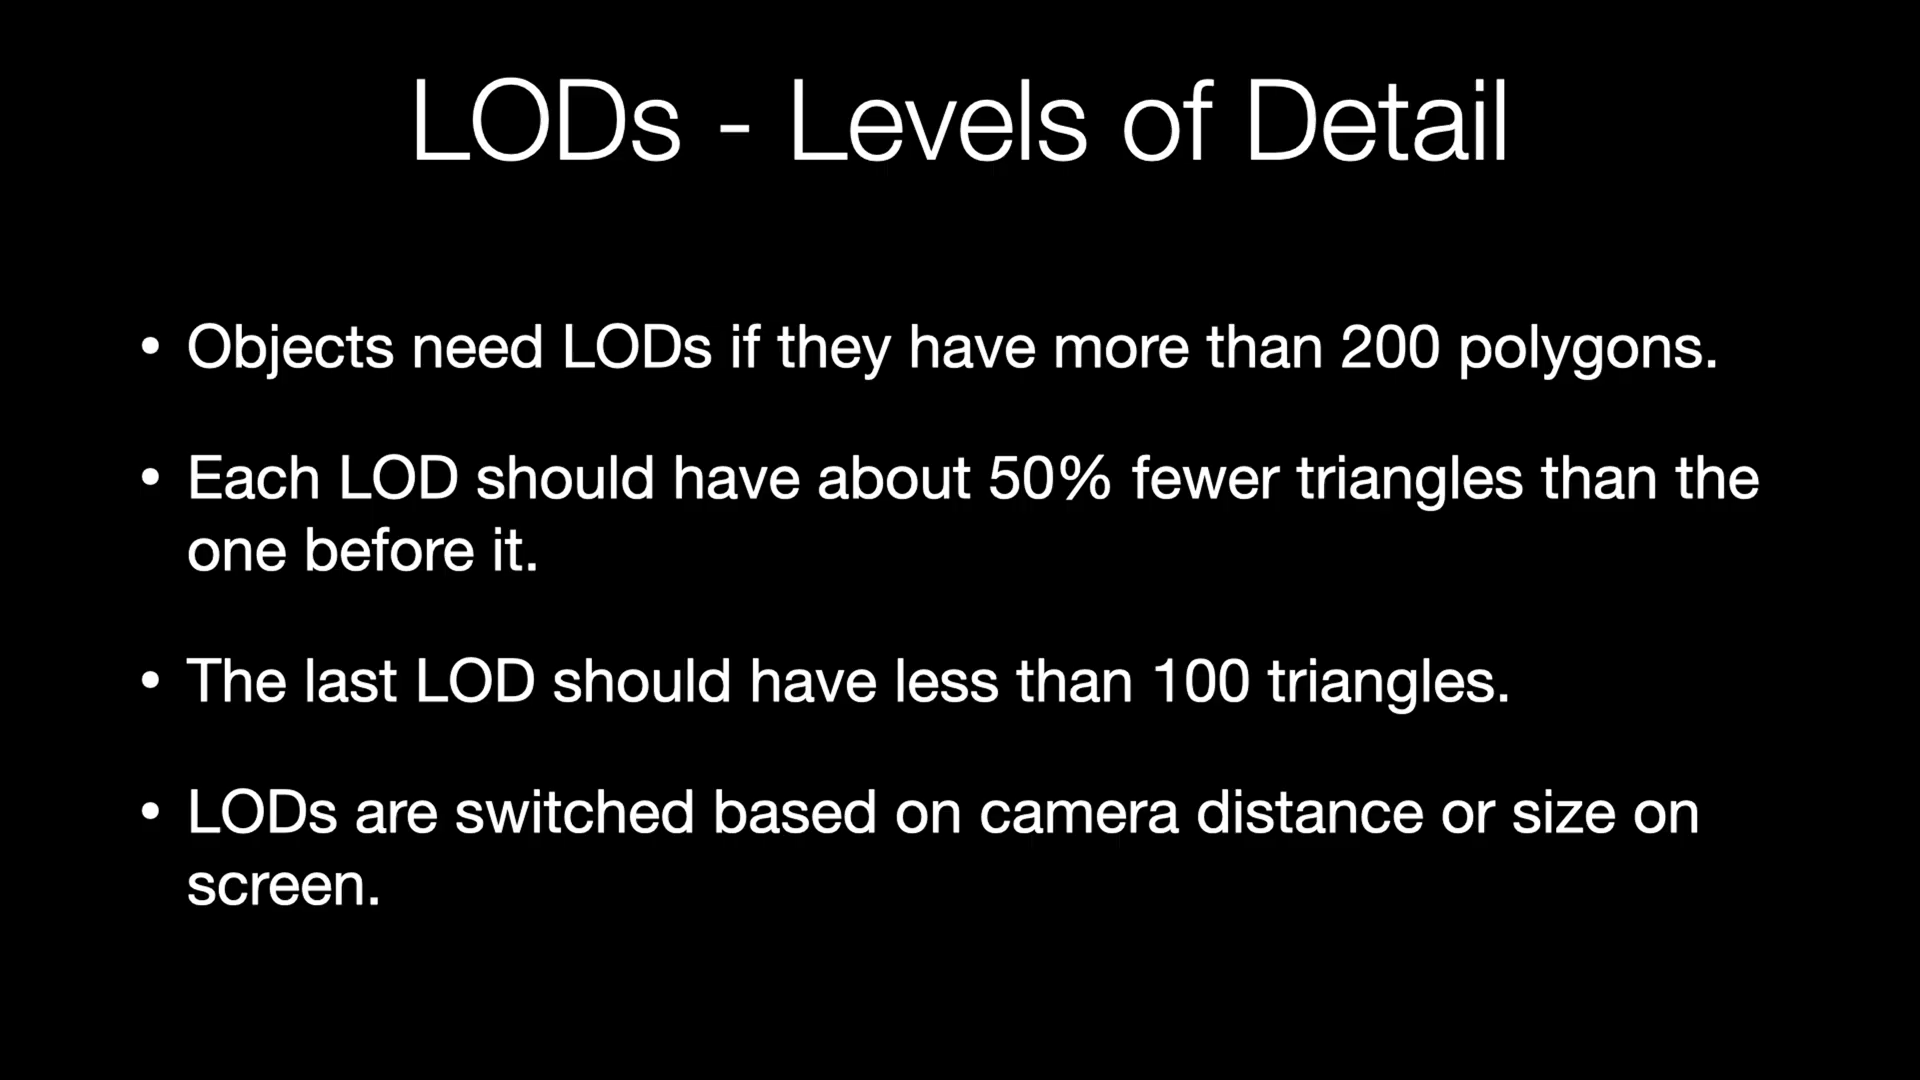 LODs - Levels of Detail
• Objects need LODs if they have more than 200 polygons.
• Each LOD should have about 50% fewer triangles than the
one before it.
• The last LOD should have less than 100 triangles.
• LODs are switched based on camera distance or size on
screen.